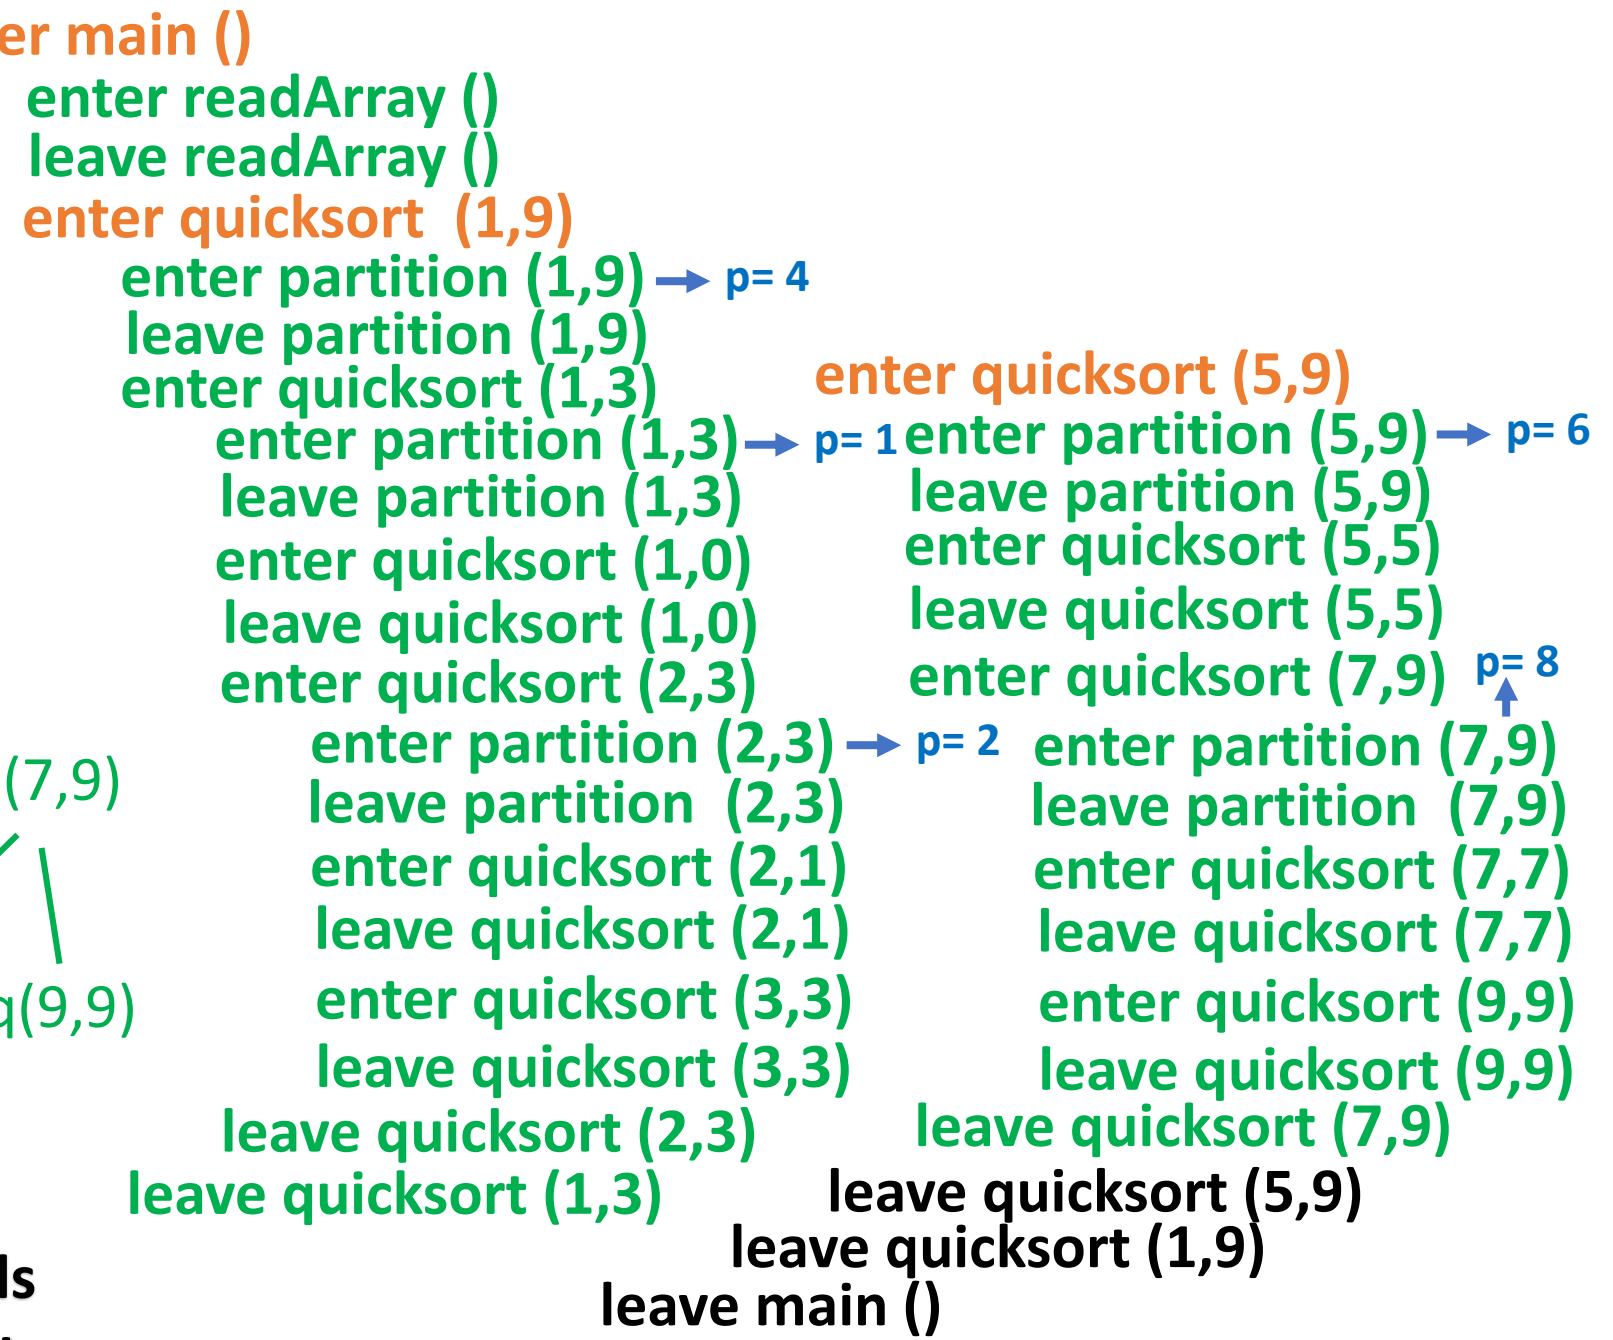 er main ()
enter readArray ()
leave readArray ()
enter quicksort (1,9)
enter partition (1,9) → p= 4
leave partition (1,9)
enter quicksort (1,3)
enter partition (1,3) → p= 1
leave partition (1,3)
enter quicksort (1,0)
leave quicksort (1,0)
enter quicksort (2,3)
enter partition (2,3) → p= 2
leave partition (2,3)
enter quicksort (2,1)
leave quicksort (2,1)
enter quicksort (3,3)
leave quicksort (3,3)
leave quicksort (2,3)
leave quicksort (1,3)
enter quicksort (5,9)
enter partition (5,9) → p= 6
leave partition (5,9)
enter quicksort (5,5)
leave quicksort (5,5)
enter quicksort (7,9)
p= 8
enter partition (7,9)
leave partition (7,9)
enter quicksort (7,7)
leave quicksort (7,7)
enter quicksort (9,9)
leave quicksort (9,9)
leave quicksort (7,9)
leave quicksort (5,9)
leave quicksort (1,9)
leave main ()
(7,9)
q(9,9)
ls